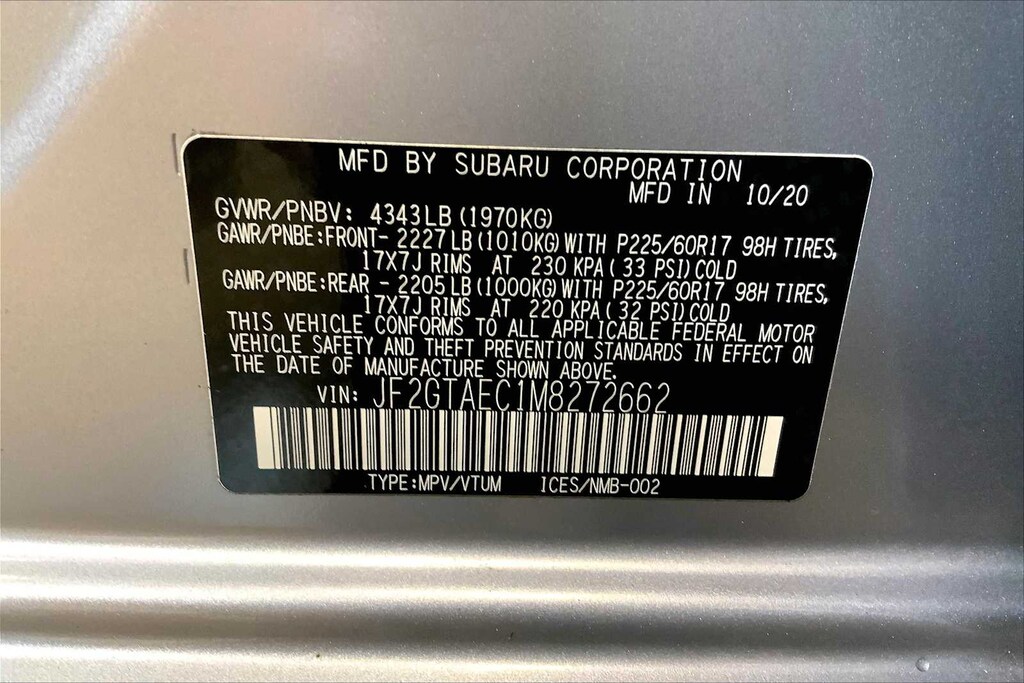 MFD BY SUBARU CORPORATION
MFD IN 10/20
GVWR/PNBV: 4343LB (1970KG)
GAWR/PNBE:FRONT- 2227LB(1010KG)WITH P225/60R17 98H TIRES,
17X7J RIMS AT 230 KPA(33 PSI)COLD
GAWR/PNBE:REAR - 2205LB(1000KG)WITH P225/60R17 98H TIRES,
17X7J RIMS AT 220 KPA(32 PSI)COLD
THIS VEHICLE CONFORMS TO ALL APPLICABLE FEDERAL MOTOR
VEHICLE SAFETY AND THEFT PREVENTION STANDARDS IN EFFECT ON
THE DATE OF MANUFACTURE SHOWN ABOVE.
VIN: JF2GTAEC1M8272662
TYPE:MPV/VTUM ICES/NMB-002